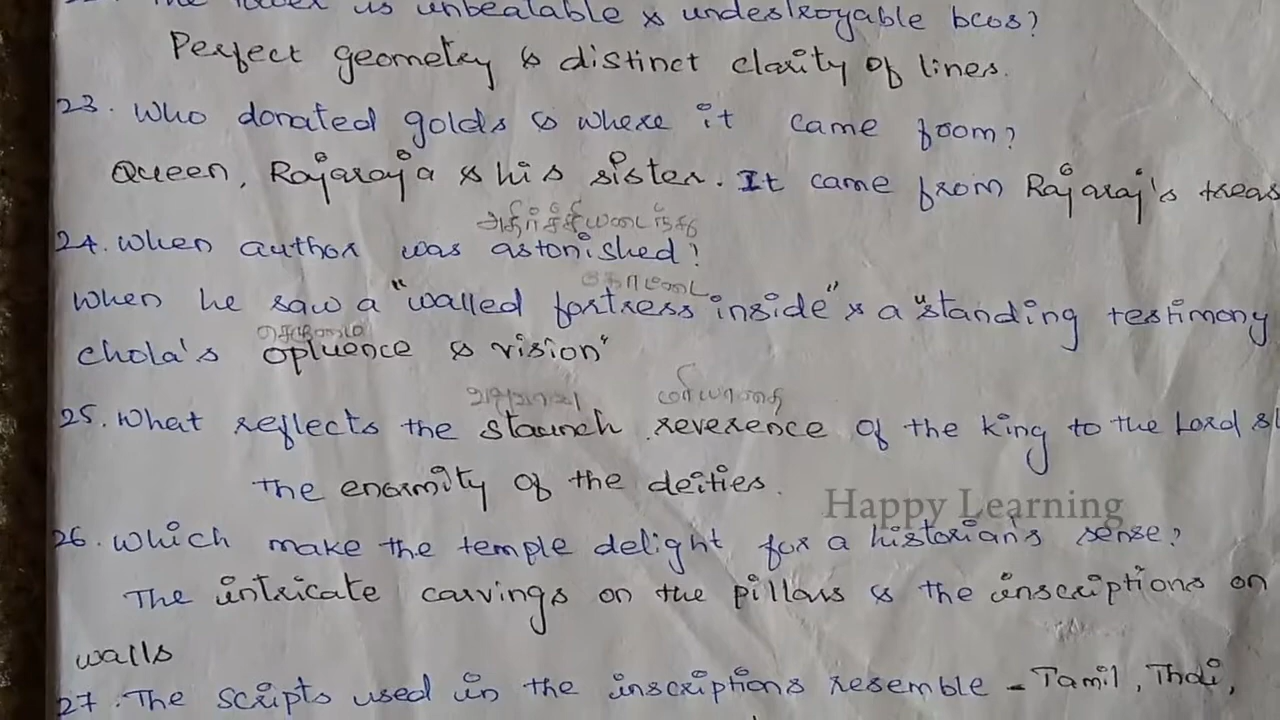 unbeatable & undestroyable bcos?
Perfect geometry & distinct clarity of lines.
23. Who donated golds & where it came from?
Queen, Rajaraja & his sister. It came from Rajaraj's treas
24. When author was astonished?
கோட்டை
When he saw a "walled fortress inside" & a "standing testimony
செழுமை
chola's opluence & vision"
மரியாதை
25. What reflects the staunch reverence of the king to the Lord
The enormity of the deities.
Happy Learning
26. Which make the temple delight for a historian's sense?
The intricate carvings on the pillars & the inscriptions on
walls
27. The scripts used in the inscriptions resemble - Tamil,